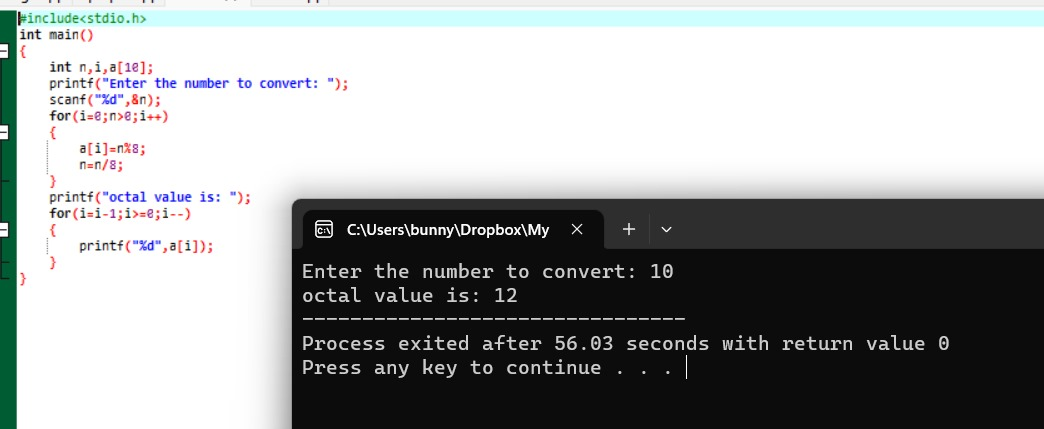 #include<stdio.h>
int main()
{
    int n,i,a[10];
    printf("Enter the number to convert: ");
    scanf("%d",&n);
    for(i=0;n>0;i++)
    {
        a[i]=n%8;
        n=n/8;
    }
    printf("octal value is: ");
    for(i=i-1;i>=0;i--)
    {
        printf("%d",a[i]);
    }
}
C:\Users\bunny\Dropbox\My
Enter the number to convert: 10
octal value is: 12
--------------------------------
Process exited after 56.03 seconds with return value 0
Press any key to continue . . .